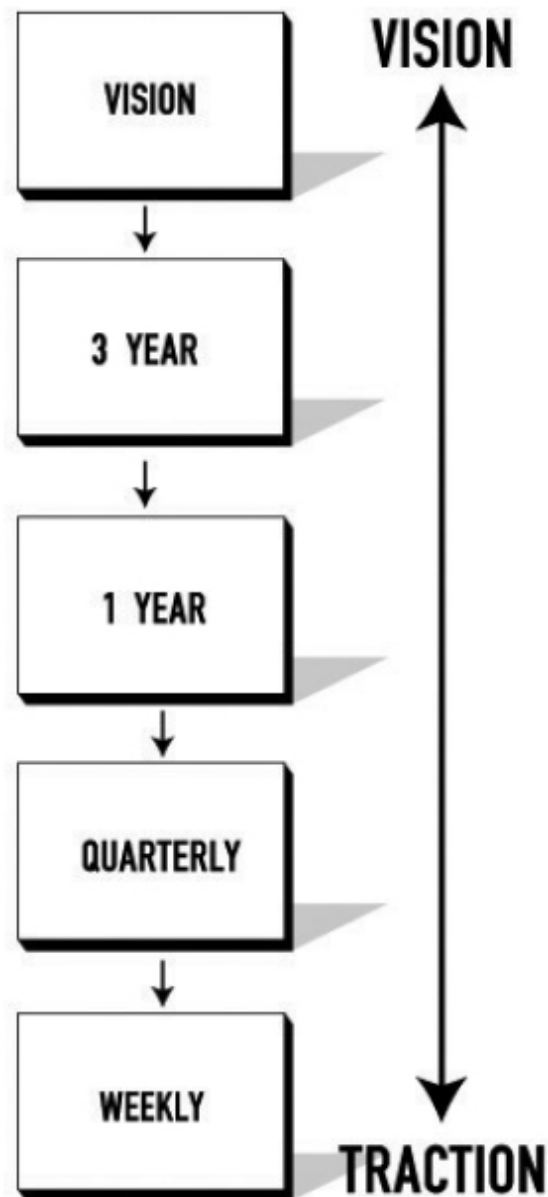 VISION
VISION
3 YEAR
1 YEAR
QUARTERLY
WEEKLY
TRACTION